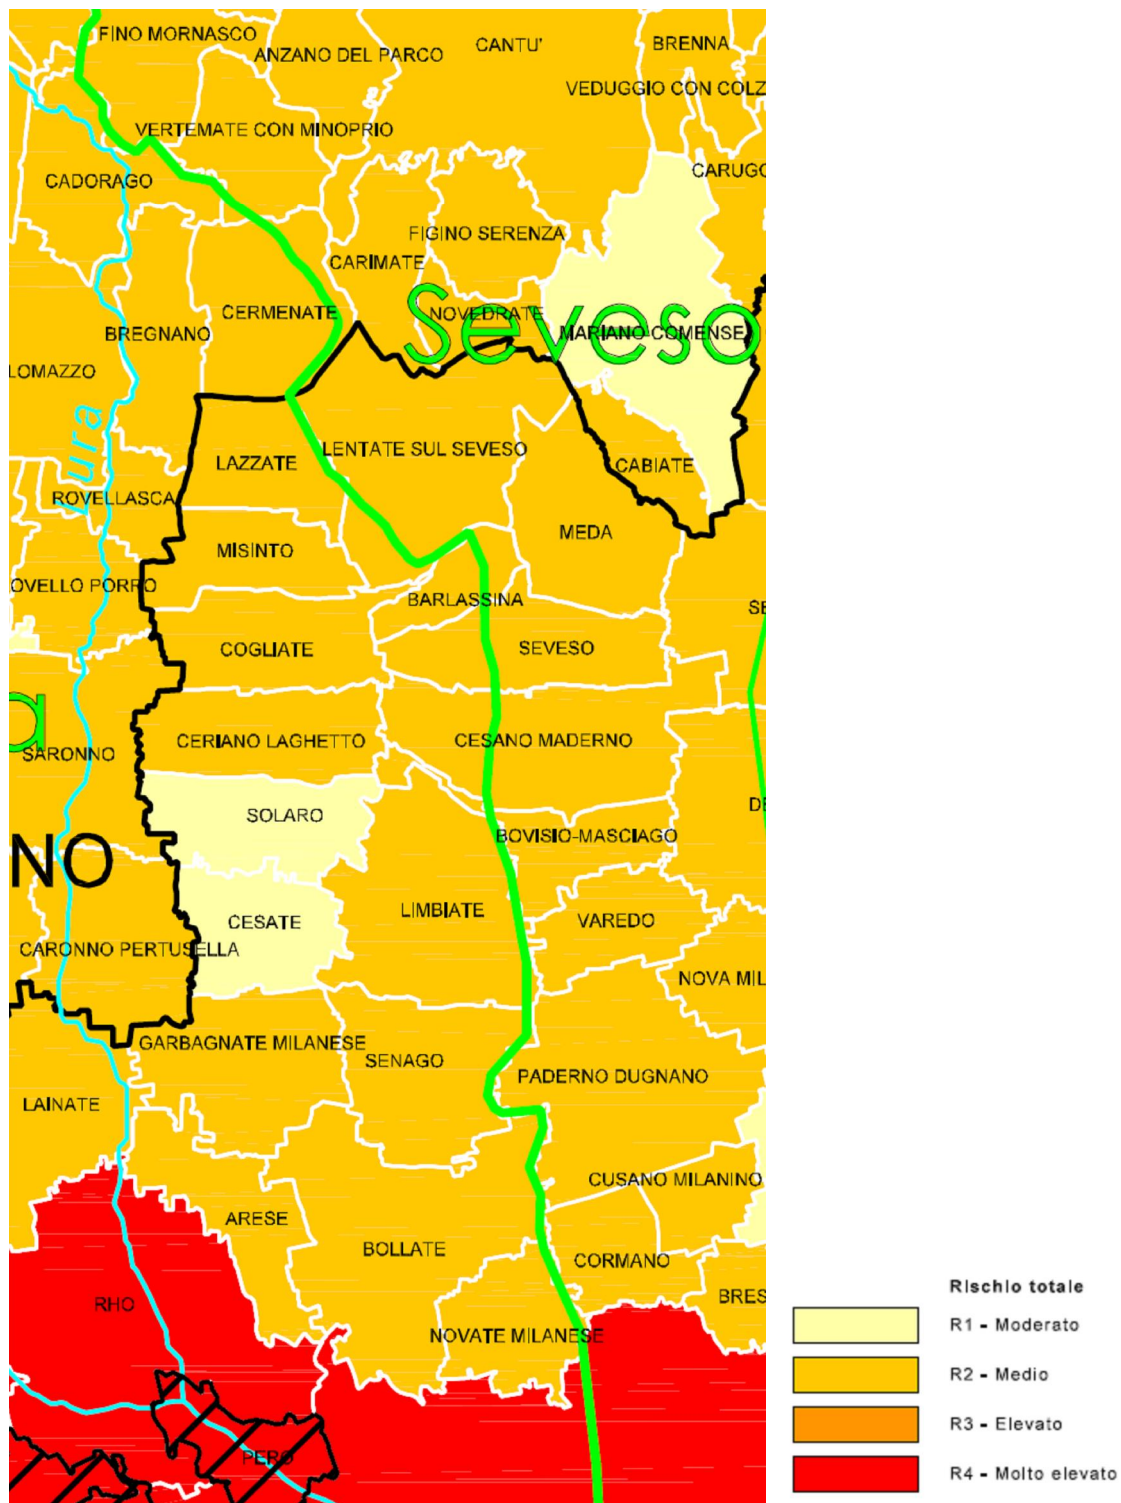 FINO MORNASCO
CANTU'
BRENNA
ANZANO DEL PARCO
VEDUGGIO CON COLZ
VERTEMATE CON MINOPRIO
CARUGO
CADORAGO
FIGINO SERENZA
CARIMATE
CERMENATE
NOVEDRATE
Seveso
BREGNANO
MARIANO COMENSE
LOMAZZO
Lura
LENTATE SUL SEVESO
LAZZATE
CABIATE
ROVELLASCA
MEDA
MISINTO
OVELLO PORRO
BARLASSINA
SE
COGLIATE
SEVESO
a
CERIANO LAGHETTO
CESANO MADERNO
SARONNO
DE
SOLARO
BOVISIO-MASCIAGO
NO
LIMBIATE
CESATE
VAREDO
CARONNO PERTUSELLA
NOVA MIL
GARBAGNATE MILANESE
SENAGO
PADERNO DUGNANO
LAINATE
CUSANO MILANINO
ARESE
BOLLATE
CORMANO
BRES
RHO
NOVATE MILANESE
PERO
Rischio totale
R1 - Moderato
R2 - Medio
R3 - Elevato
R4 - Molto elevato